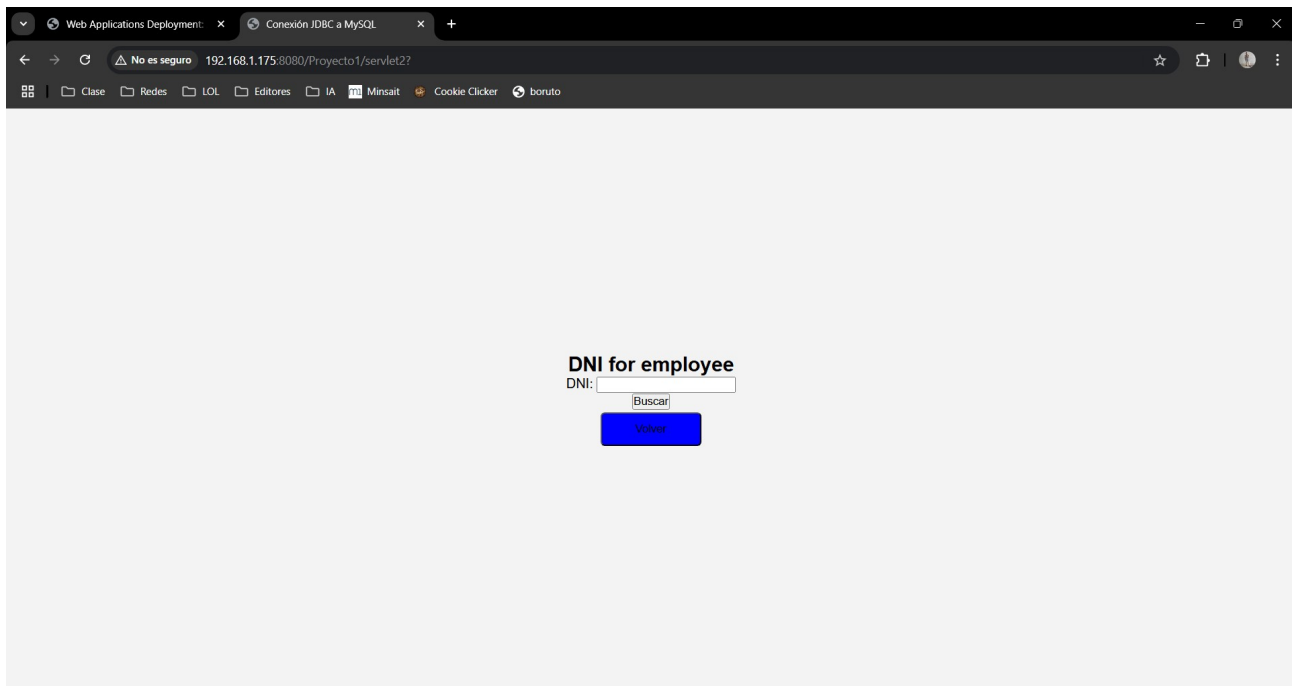 Web Applications Deployment:
Conexión JDBC a MySQL
No es seguro 192.168.1.175:8080/Proyecto1/servlet2?
Clase Redes LOL Editores IA m Minsait Cookie Clicker boruto
DNI for employee
DNI:
Buscar
Volver